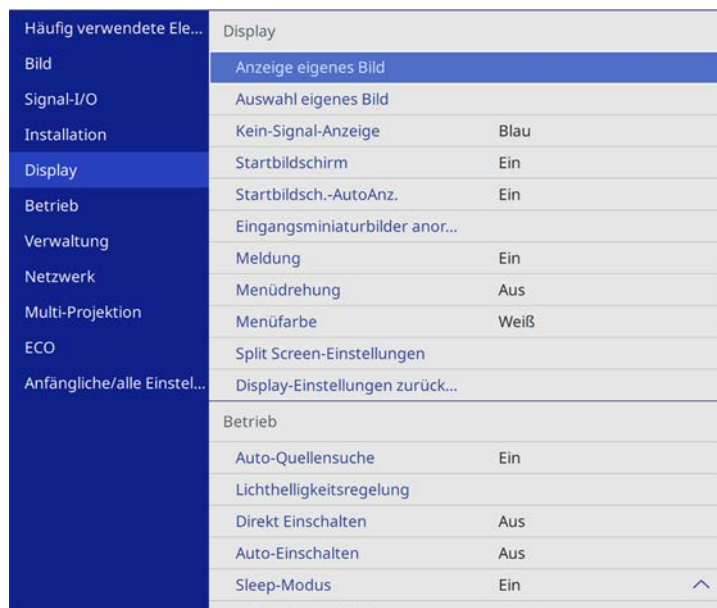 Häufig verwendete Ele...
Bild
Signal-I/O
Installation
Display
Betrieb
Verwaltung
Netzwerk
Multi-Projektion
ECO
Anfängliche/alle Einstel...
Display
Anzeige eigenes Bild
Auswahl eigenes Bild
Kein-Signal-Anzeige Blau
Startbildschirm Ein
Startbildsch.-AutoAnz. Ein
Eingangsminiaturbilder anor...
Meldung Ein
Menüdrehung Aus
Menüfarbe Weiß
Split Screen-Einstellungen
Display-Einstellungen zurück...
Betrieb
Auto-Quellensuche Ein
Lichthelligkeitsregelung
Direkt Einschalten Aus
Auto-Einschalten Aus
Sleep-Modus Ein